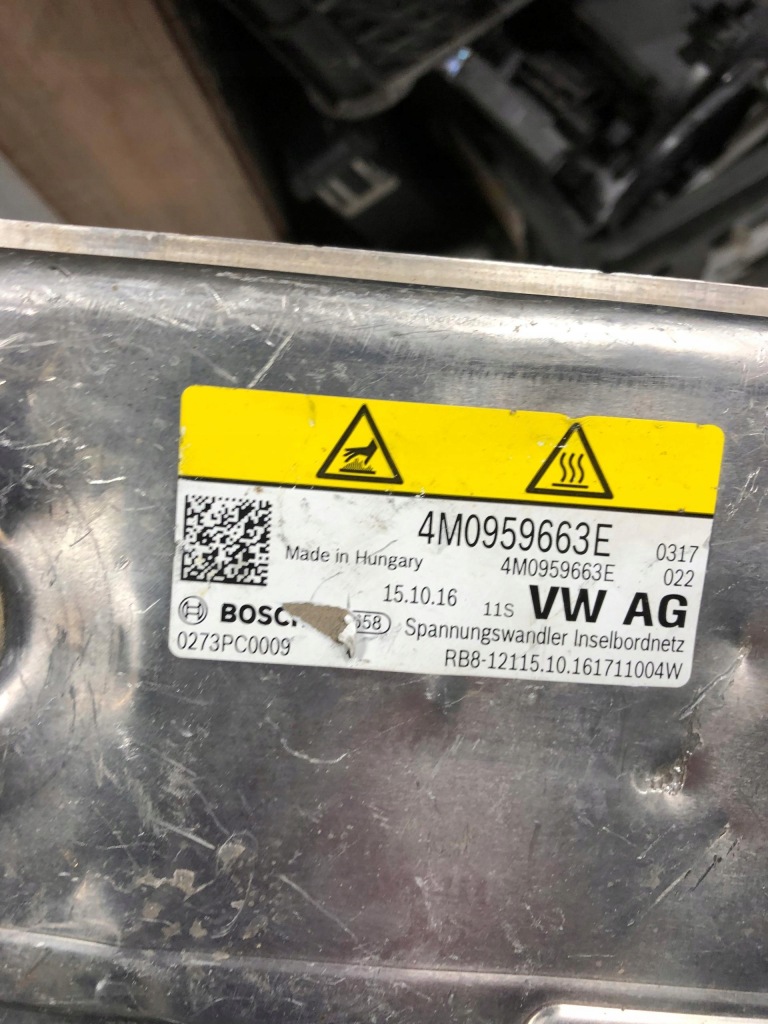 4M0959663E 0317
Made in Hungary 4M0959663E 022
15.10.16 11S VW AG
658
Spannungswandler Inselbordnetz
0273PC0009 RB8-12115.10.161711004W